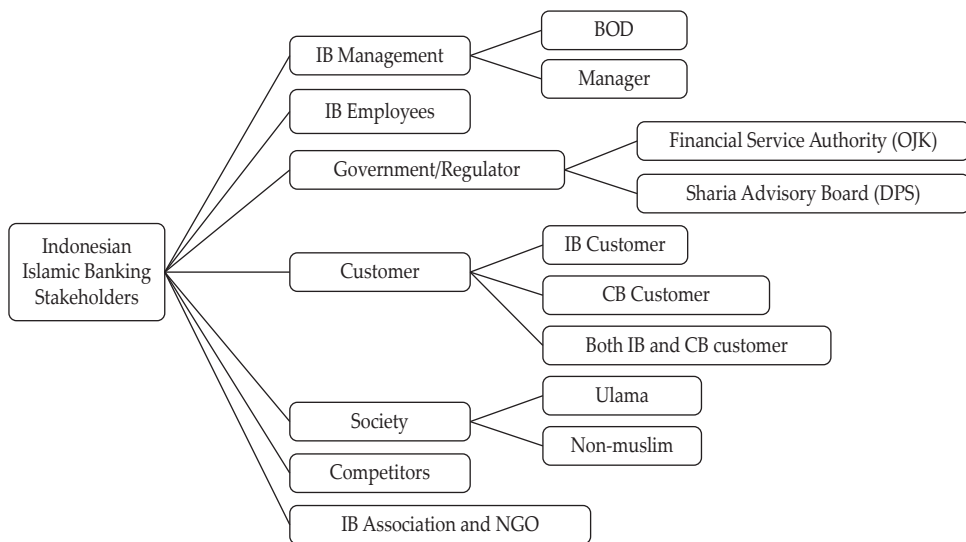 BOD
IB Management
Manager
IB Employees
Financial Service Authority (OJK)
Government/Regulator
Sharia Advisory Board (DPS)
Indonesian
Islamic Banking
Stakeholders
IB Customer
Customer
CB Customer
Both IB and CB customer
Ulama
Society
Non-muslim
Competitors
IB Association and NGO